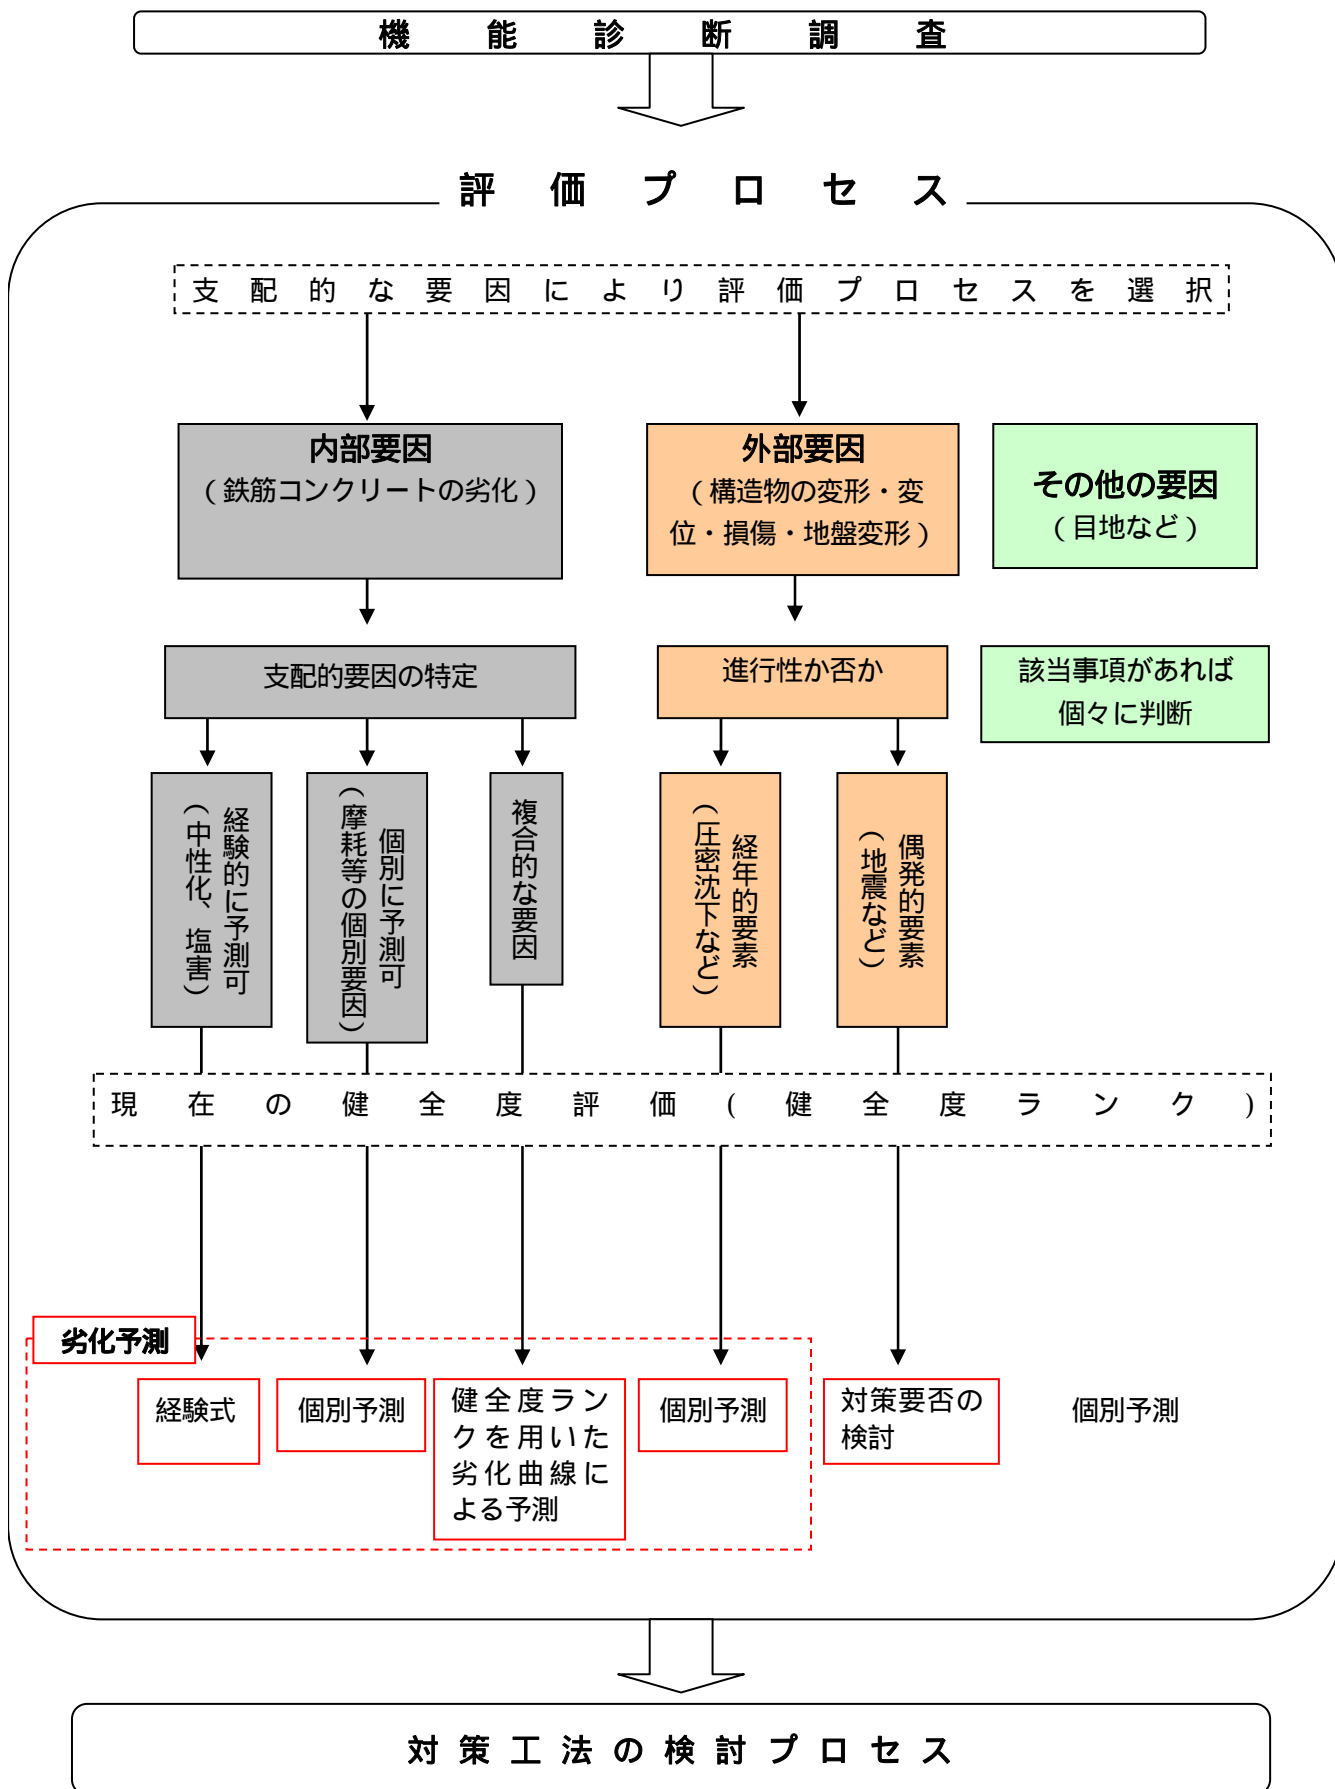 機能診断調査
評価プロセス
支配的な要因により評価プロセスを選択
内部要因
（鉄筋コンクリートの劣化）
外部要因
（構造物の変形・変
位・損傷・地盤変形）
その他の要因
（目地など）
支配的要因の特定
進行性か否か
該当事項があれば
個々に判断
経験的に予測可
（中性化、塩害）
個別に予測可
（摩耗等の個別要因）
複合的な要因
経年的要素
（圧密沈下など）
偶発的要素
（地震など）
現在の健全度評価(健全度ランク)
劣化予測
経験式
個別予測
健全度ラン
クを用いた
劣化曲線に
よる予測
個別予測
対策要否の
検討
個別予測
対策工法の検討プロセス